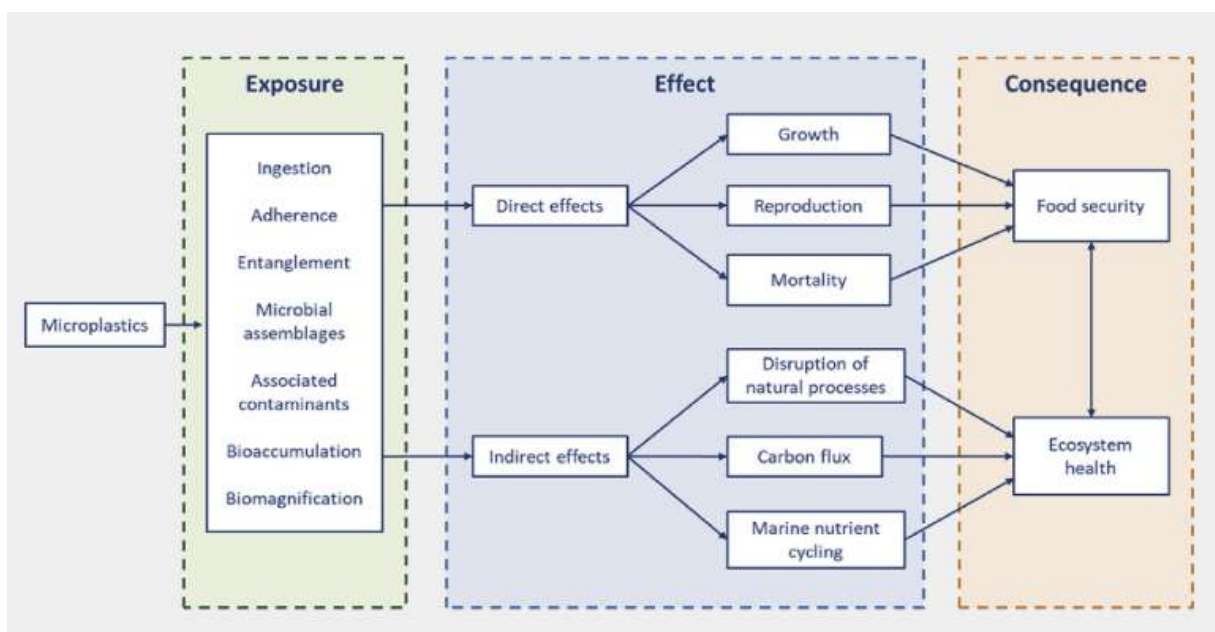 Exposure
Effect
Consequence
Microplastics
Ingestion
Adherence
Entanglement
Microbial
assemblages
Associated
contaminants
Bioaccumulation
Biomagnification
Direct effects
Indirect effects
Growth
Reproduction
Mortality
Disruption of
natural processes
Carbon flux
Marine nutrient
cycling
Food security
Ecosystem
health